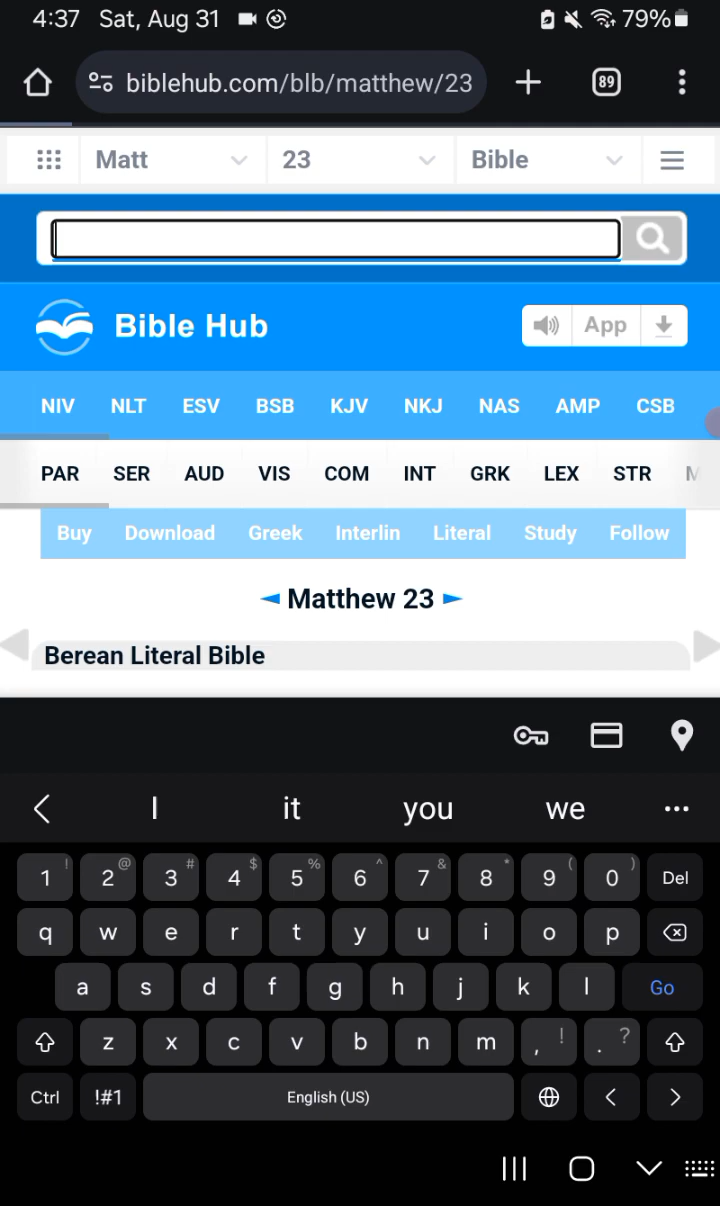 4:37 Sat, Aug 31 79%
biblehub.com/blb/matthew/23 89
Matt 23 Bible
Bible Hub App
NIV NLT ESV BSB KJV NKJ NAS AMP CSB
PAR SER AUD VIS COM INT GRK LEX STR M
Buy Download Greek Interlin Literal Study Follow
◄ Matthew 23 ►
Berean Literal Bible
I it you we ...
1 ! 2 @ 3 # 4 $ 5 % 6 ^ 7 & 8 * 9 ( 0 ) Del
q w e r t y u i o p
a s d f g h j k l Go
z x c v b n m , ! . ?
Ctrl !#1 English (US) < >